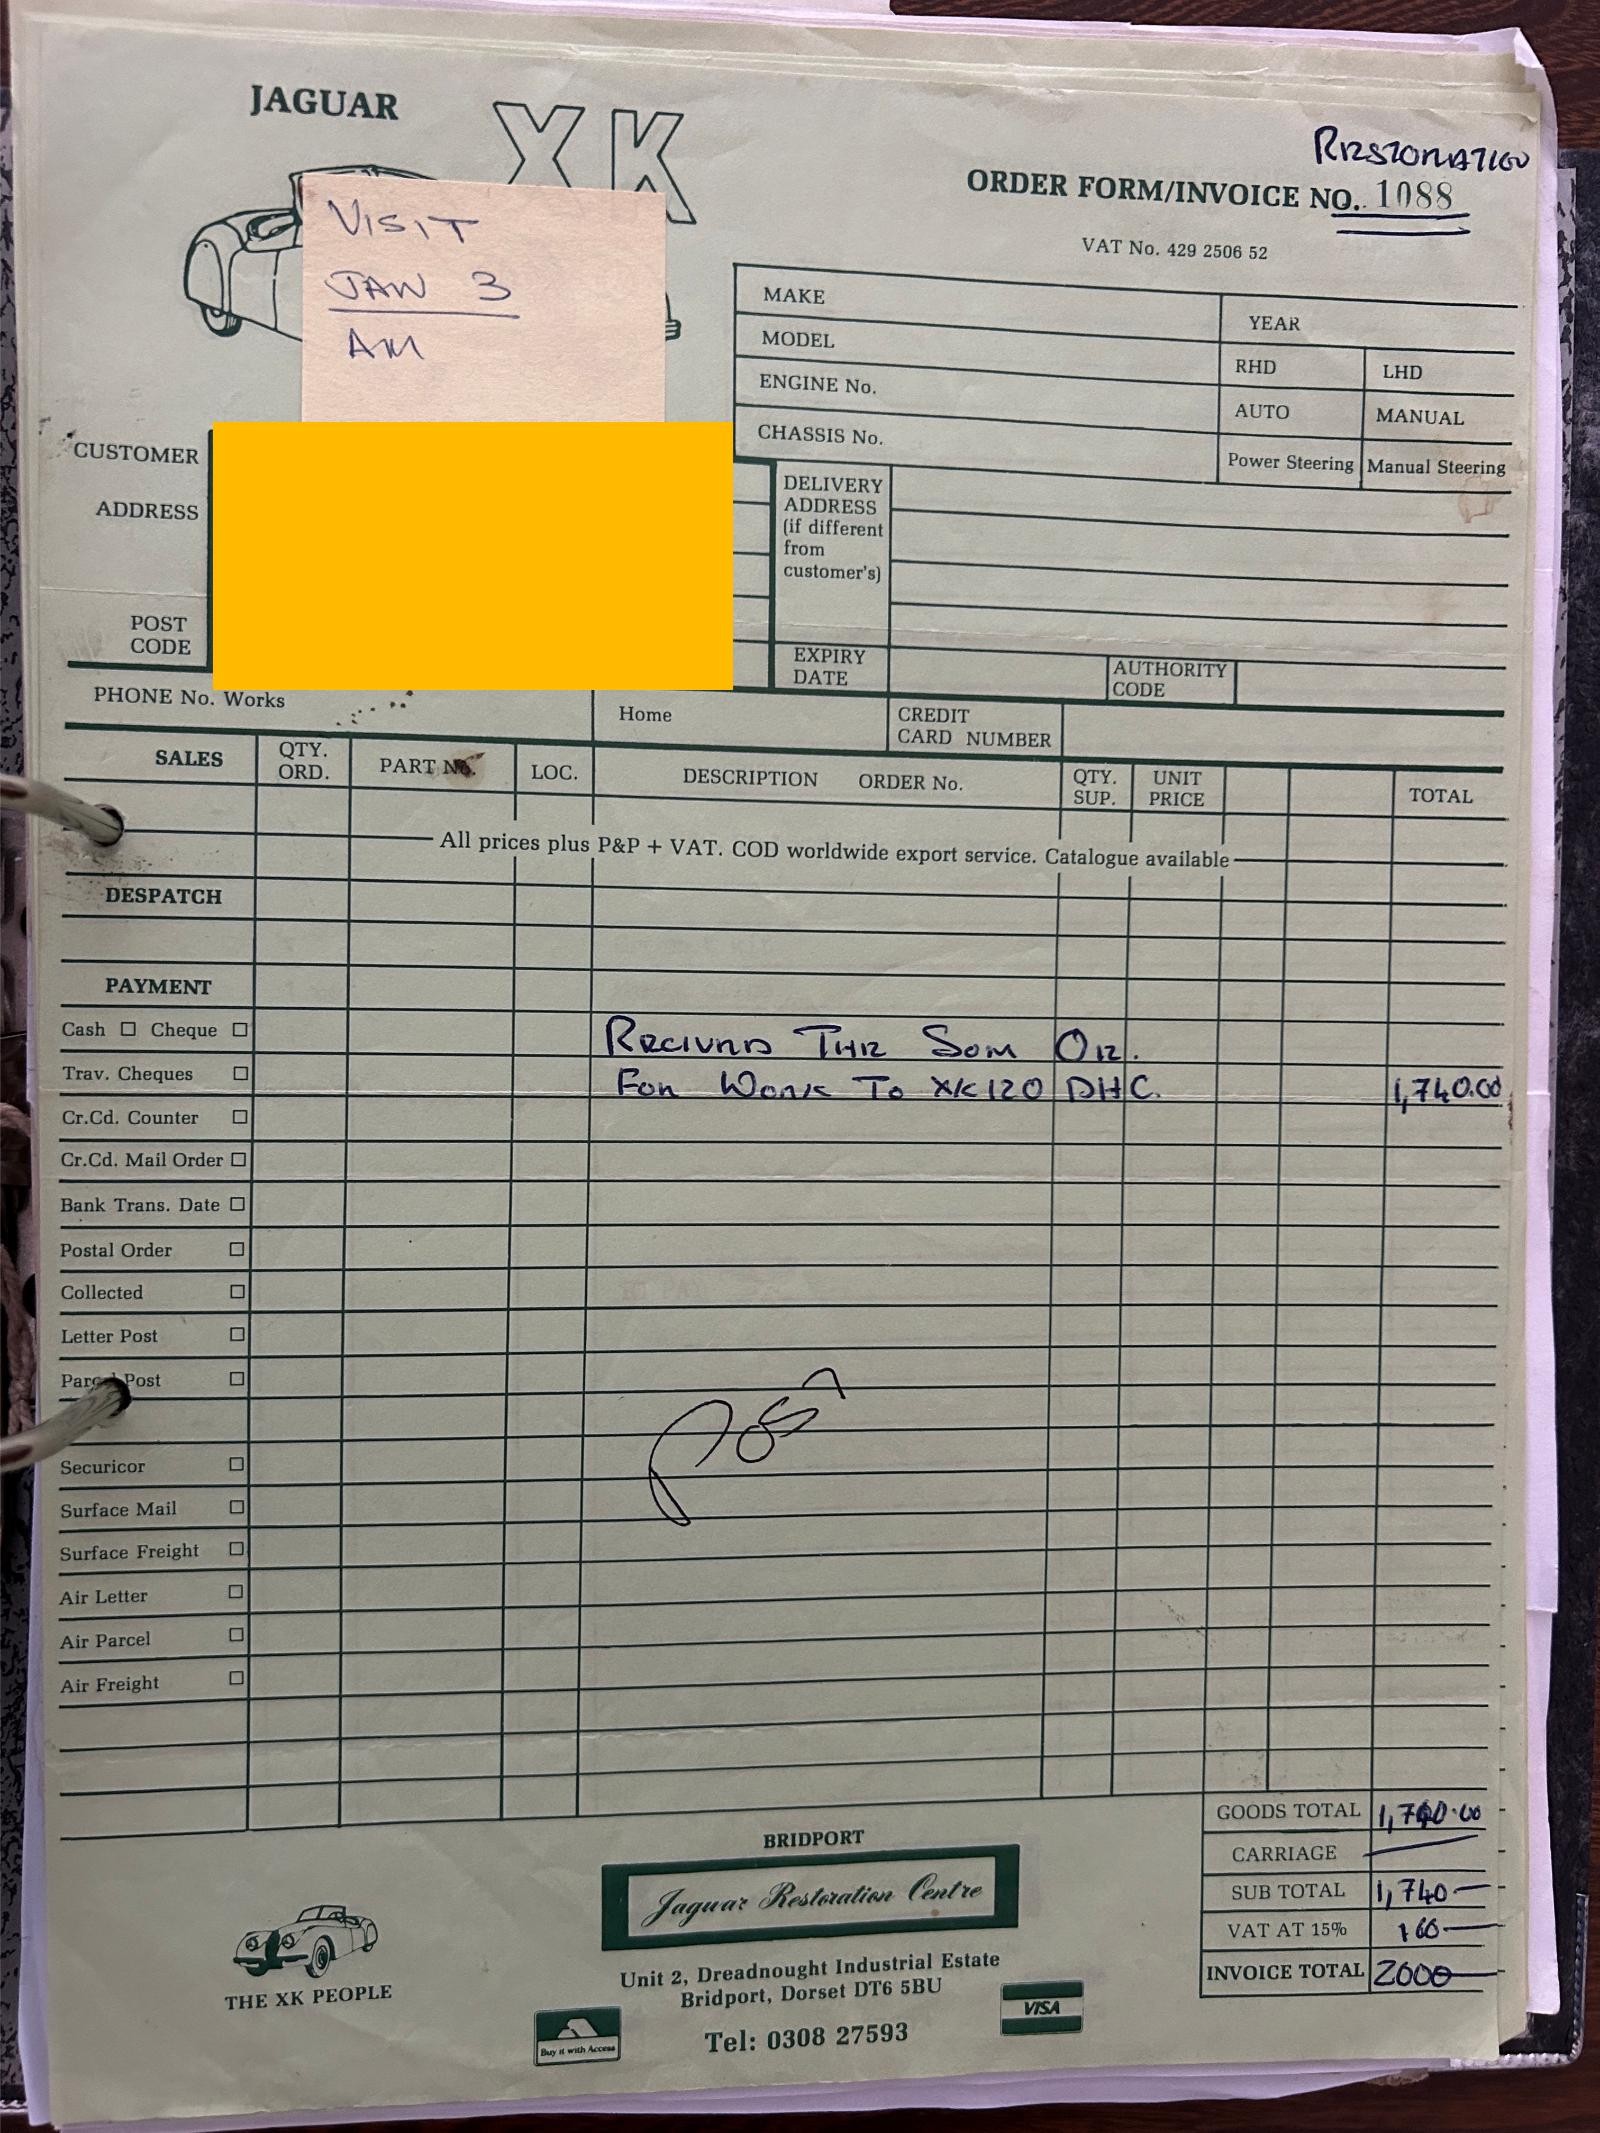 JAGUAR
XK
RESTORATION
ORDER FORM/INVOICE NO. 1088
VAT No. 429 2506 52
VISIT
JAN 3
AM
MAKE
YEAR
MODEL
RHD
LHD
ENGINE No.
AUTO
MANUAL
CHASSIS No.
Power Steering
Manual Steering
CUSTOMER
ADDRESS
POST
CODE
DELIVERY
ADDRESS
(if different
from
customer's)
EXPIRY
DATE
AUTHORITY
CODE
PHONE No. Works
Home
CREDIT
CARD NUMBER
SALES
QTY.
ORD.
PART No.
LOC.
DESCRIPTION ORDER No.
QTY.
SUP.
UNIT
PRICE
TOTAL
All prices plus P&P + VAT. COD worldwide export service. Catalogue available
DESPATCH
PAYMENT
Cash Cheque
RECIVED THE SOM OF.
Trav. Cheques
FOR WORK TO XK120 DHC. 1,740.00
Cr.Cd. Counter
Cr.Cd. Mail Order
Bank Trans. Date
Postal Order
Collected
Letter Post
Parcel Post
Securicor
Surface Mail
Surface Freight
Air Letter
Air Parcel
Air Freight
GOODS TOTAL 1,740.00
CARRIAGE
SUB TOTAL 1,740
VAT AT 15%
INVOICE TOTAL 2000
BRIDPORT
Jaguar Restoration Centre
Unit 2, Dreadnought Industrial Estate
Bridport, Dorset DT6 5BU
Tel: 0308 27593
THE XK PEOPLE
Buy it with Access
VISA